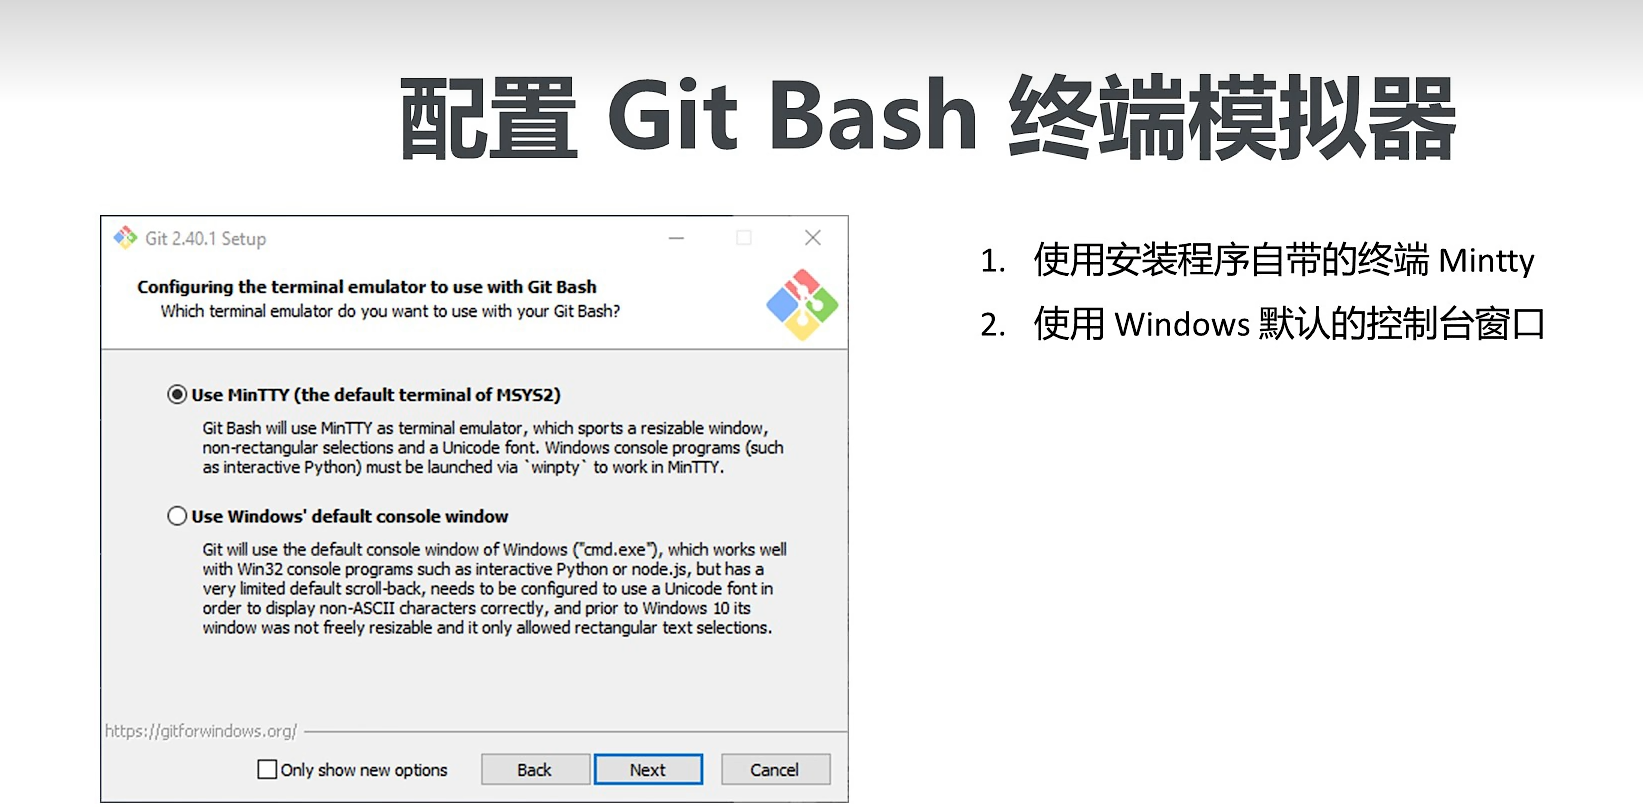 配置 Git Bash 终端模拟器
Git 2.40.1 Setup
Configuring the terminal emulator to use with Git Bash
Which terminal emulator do you want to use with your Git Bash?
Use MinTTY (the default terminal of MSYS2)
Git Bash will use MinTTY as terminal emulator, which sports a resizable window,
non-rectangular selections and a Unicode font. Windows console programs (such
as interactive Python) must be launched via `winpty` to work in MinTTY.
Use Windows' default console window
Git will use the default console window of Windows ("cmd.exe"), which works well
with Win32 console programs such as interactive Python or node.js, but has a
very limited default scroll-back, needs to be configured to use a Unicode font in
order to display non-ASCII characters correctly, and prior to Windows 10 its
window was not freely resizable and it only allowed rectangular text selections.
https://gitforwindows.org/
Only show new options
Back
Next
Cancel
1. 使用安装程序自带的终端 Mintty
2. 使用 Windows 默认的控制台窗口